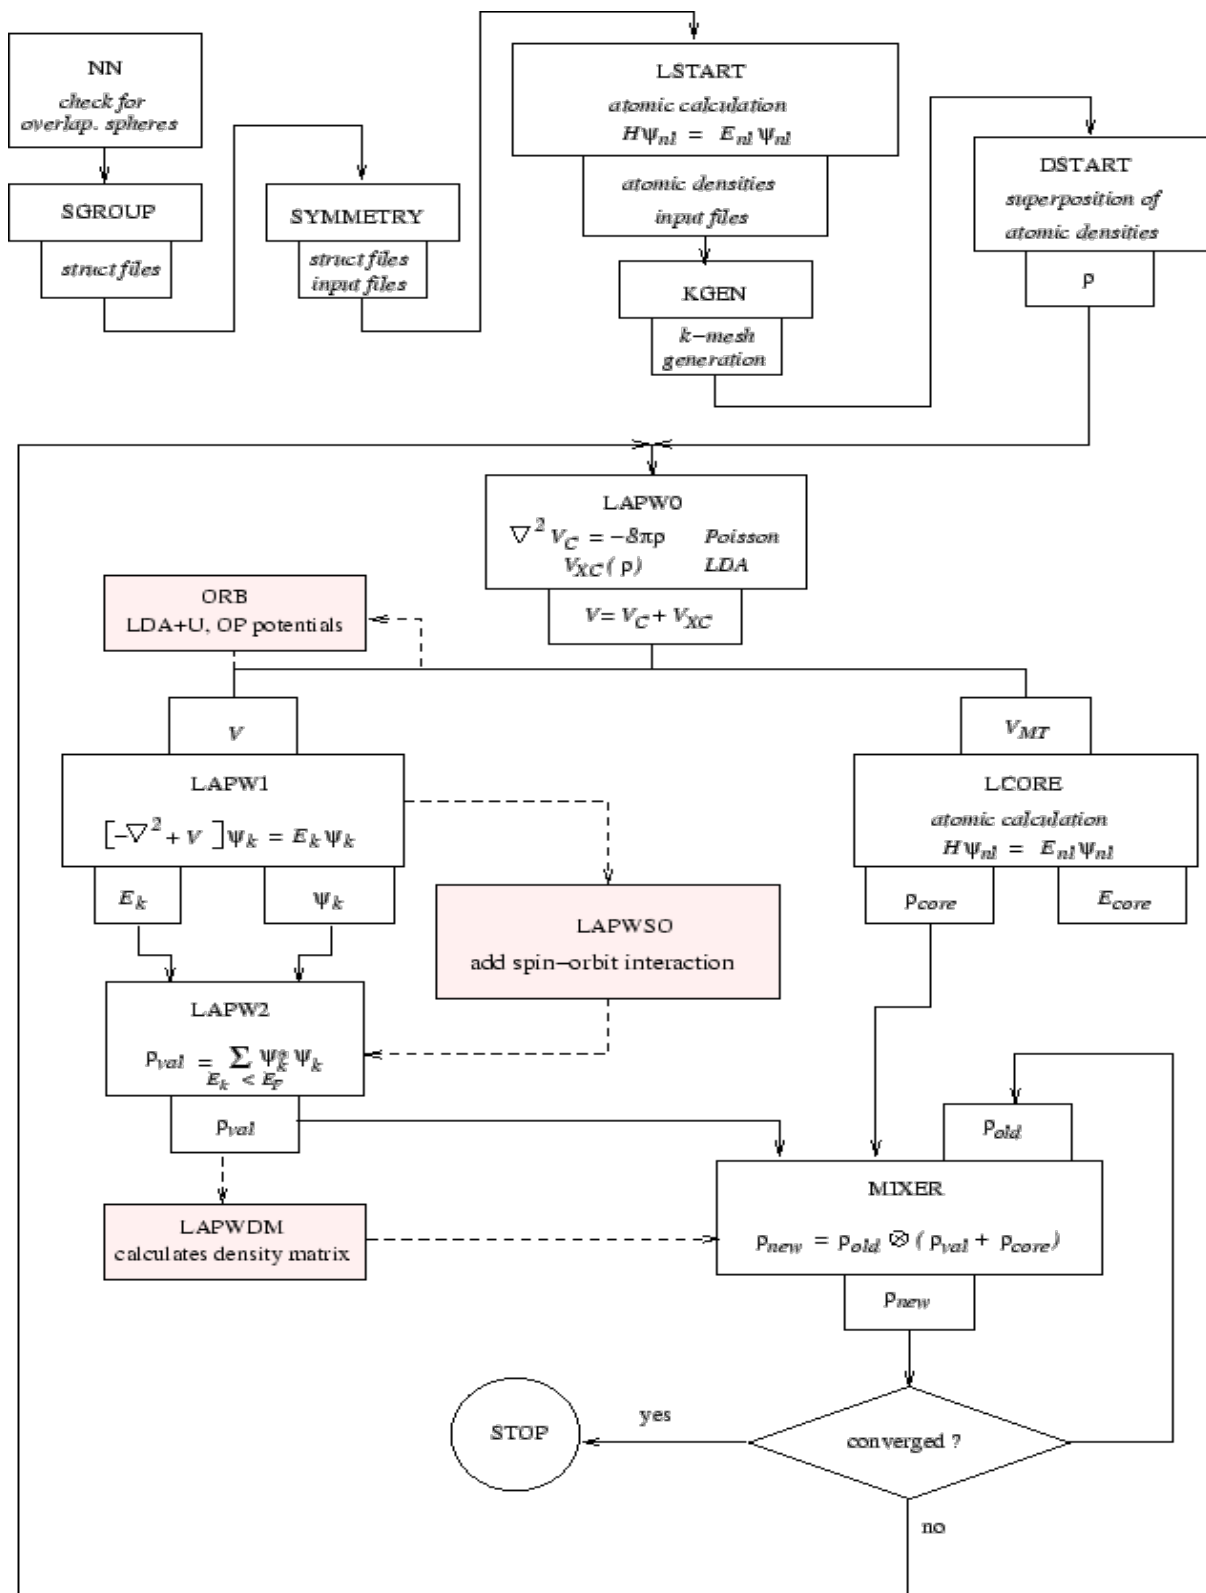 NN
check for
overlap. spheres
SGROUP
struct files
SYMMETRY
struct files
input files
LSTART
atomic calculation
Hψnl = Enl ψnl
atomic densities
input files
KGEN
k-mesh
generation
DSTART
superposition of
atomic densities
ρ
LAPW0
∇² VC = -8πρ Poisson
VXC(ρ) LDA
V = VC + VXC
ORB
LDA+U, OP potentials
V
LAPW1
[-∇² + V] ψk = Ek ψk
Ek
ψk
VMT
LCORE
atomic calculation
Hψnl = Enl ψnl
ρcore
Ecore
LAPWSO
add spin-orbit interaction
LAPW2
ρval = Σ ψk* ψk
Ek < EF
ρval
LAPWDM
calculates density matrix
ρold
MIXER
ρnew = ρold ⊗ (ρval + ρcore)
ρnew
converged ?
yes
STOP
no